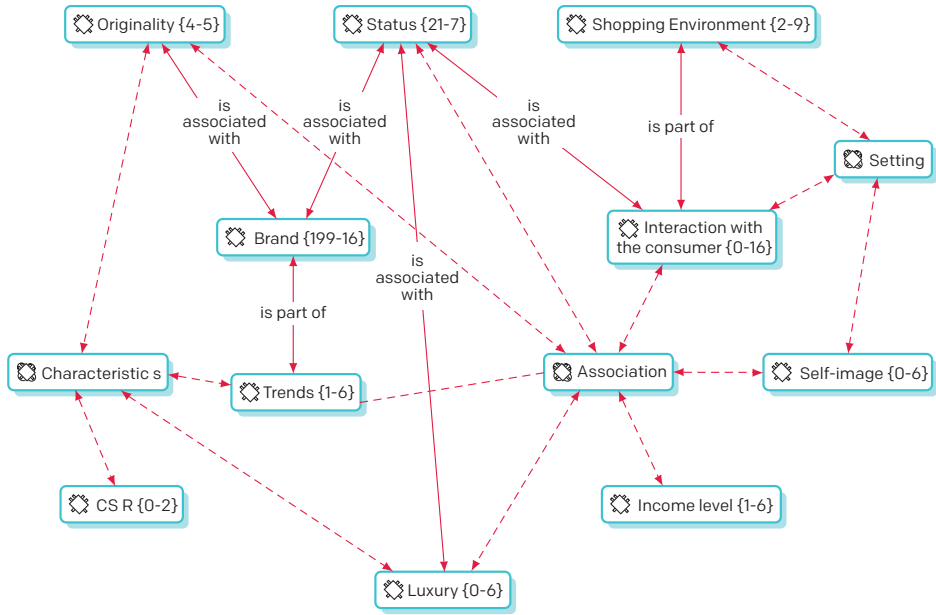 Originality {4-5}
Status {21-7}
Shopping Environment {2-9}
is
associated
with
is
associated
with
is
associated
with
is part of
Setting
Brand {199-16}
Interaction with
the consumer {0-16}
is
associated
with
is part of
Characteristic s
Trends {1-6}
Association
Self-image {0-6}
CS R {0-2}
Income level {1-6}
Luxury {0-6}